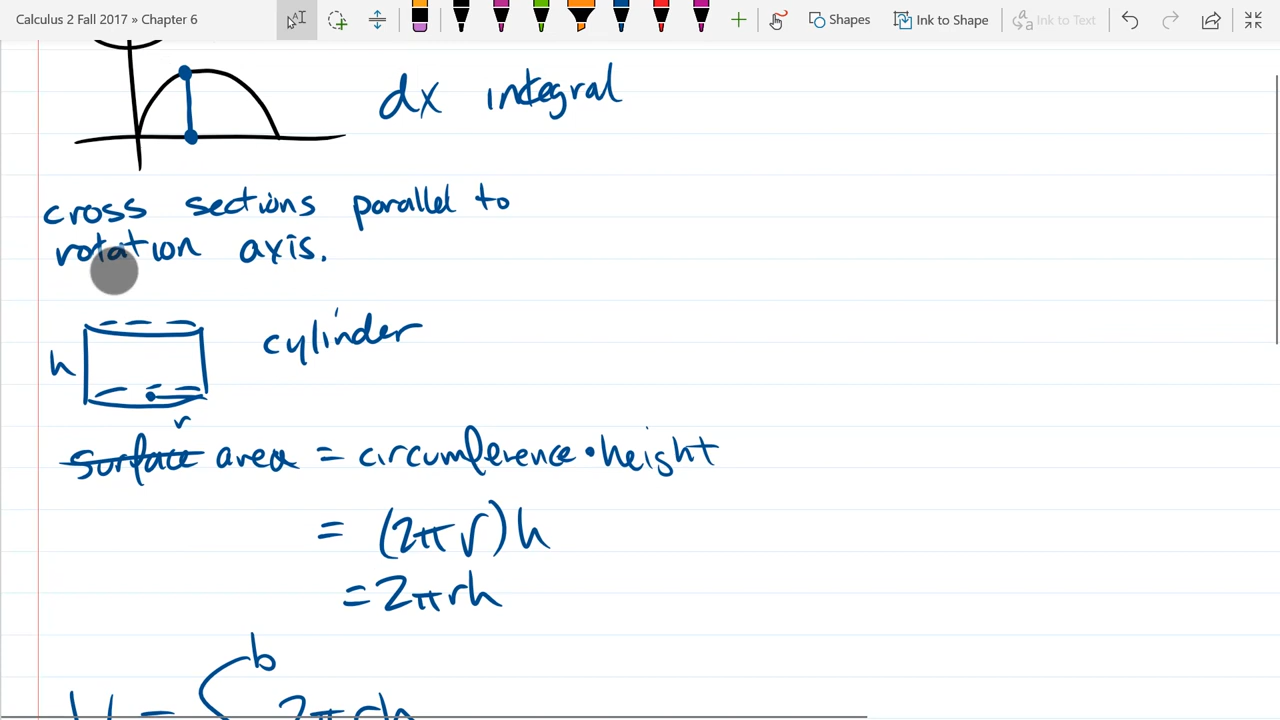 Calculus 2 Fall 2017 » Chapter 6
Shapes
Ink to Shape
Ink to Text
dx integral
cross sections parallel to
rotation axis.
cylinder
h
r
surface area = circumference • height
= (2πr)h
= 2πrh
b
V = ∫ 2πrh